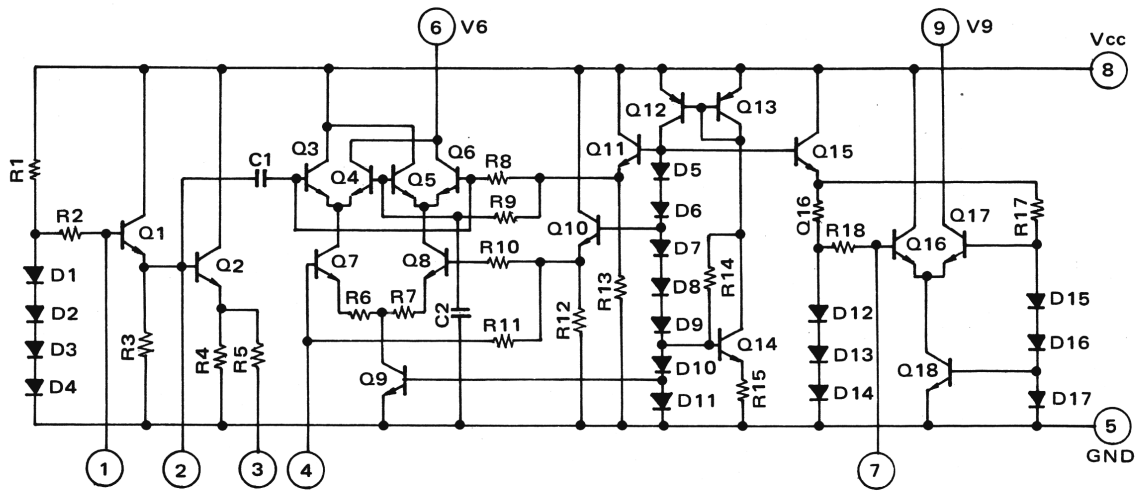 6 V6
9 V9
Vcc
8
Q12 Q13
Q3 Q6 Q11
C1 Q4 Q5 R8 D5 Q15
R1
R9
R2 Q1 D6 Q16 Q17 R17
Q10 R18 Q16
Q2 Q7 Q8 R10 D7
D1 R14
R13 D8 D15
D2 R6 R7 C2 R12 D12
R3 R11 D9
D3 R4 R5 Q14 D13 D16
Q9 D10 Q18
D4 R15 D14
D11 D17
5
GND
1 2 3 4 7